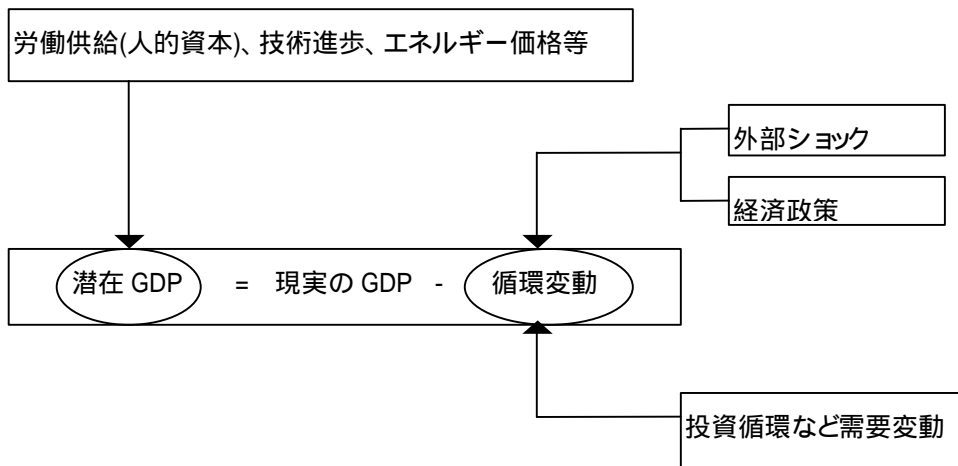 労働供給(人的資本)、技術進歩、エネルギー価格等
外部ショック
経済政策
潜在 GDP = 現実の GDP - 循環変動
投資循環など需要変動